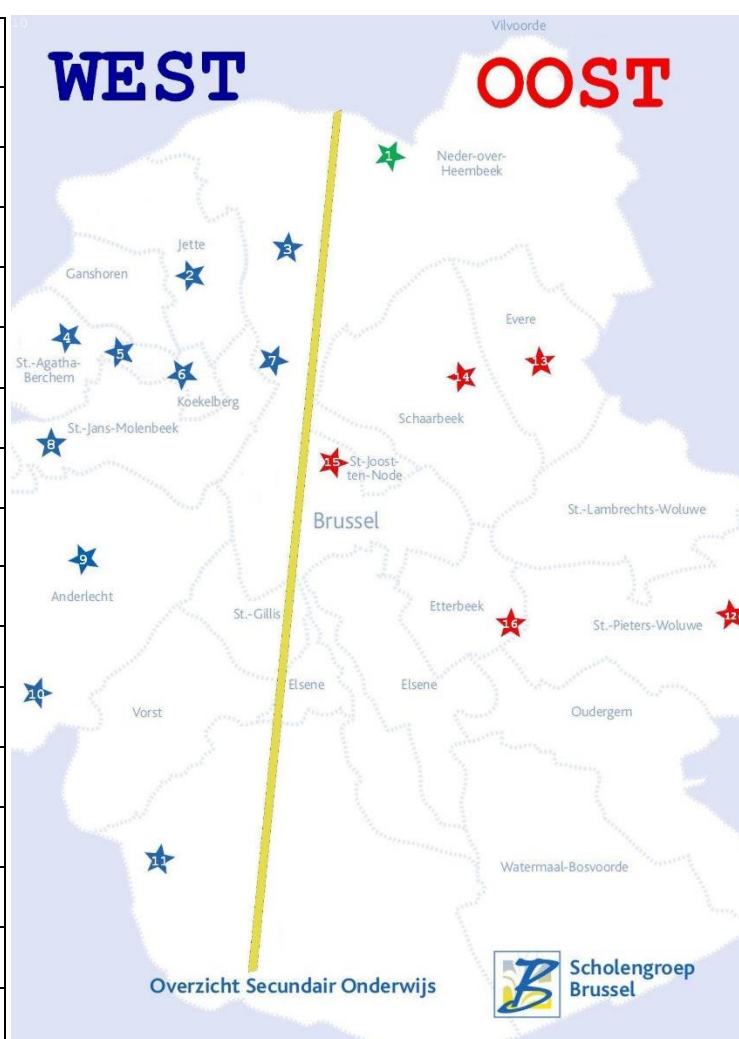 10
Vilvoorde
WEST
OOST
1
Neder-over-
Heembeek
Jette
3
2
Ganshoren
Evere
4
5
St.-Agatha-
Berchem
6
7
13
14
Koekelberg
Schaarbeek
St.-Jans-Molenbeek
8
15
St-Joost-
ten-Node
St.-Lambrechts-Woluwe
Brussel
9
Anderlecht
St.-Gillis
Etterbeek
16
St.-Pieters-Woluwe
12
10
Elsene
Elsene
Vorst
Oudergem
11
Watermaal-Bosvoorde
Overzicht Secundair Onderwijs
B
Scholengroep
Brussel